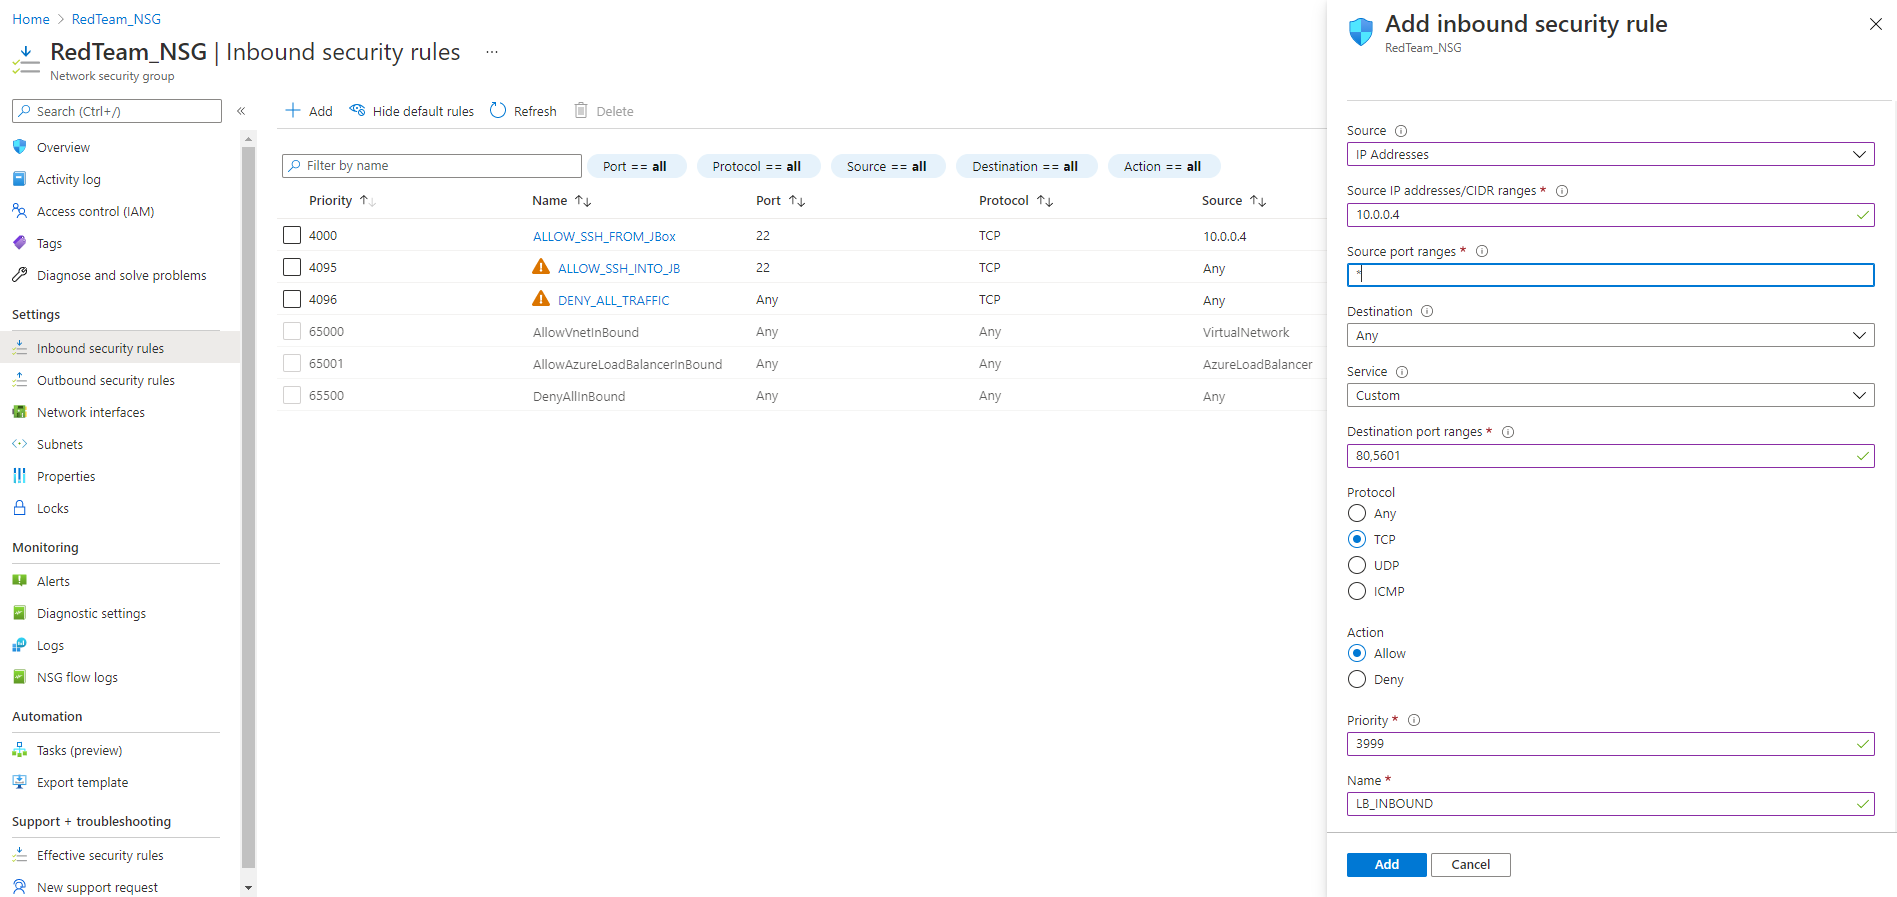 Home > RedTeam_NSG
RedTeam_NSG | Inbound security rules ...
Network security group
Search (Ctrl+/) «
Overview
Activity log
Access control (IAM)
Tags
Diagnose and solve problems
Settings
Inbound security rules
Outbound security rules
Network interfaces
Subnets
Properties
Locks
Monitoring
Alerts
Diagnostic settings
Logs
NSG flow logs
Automation
Tasks (preview)
Export template
Support + troubleshooting
Effective security rules
New support request
Add Hide default rules Refresh Delete
Filter by name Port == all Protocol == all Source == all Destination == all Action == all
Priority ↑↓ Name ↑↓ Port ↑↓ Protocol ↑↓ Source ↑↓
4000 ALLOW_SSH_FROM_JBox 22 TCP 10.0.0.4
4095 ALLOW_SSH_INTO_JB 22 TCP Any
4096 DENY_ALL_TRAFFIC Any TCP Any
65000 AllowVnetInBound Any Any VirtualNetwork
65001 AllowAzureLoadBalancerInBound Any Any AzureLoadBalancer
65500 DenyAllInBound Any Any Any
Add inbound security rule
RedTeam_NSG
Source
IP Addresses
Source IP addresses/CIDR ranges *
10.0.0.4
Source port ranges *
*
Destination
Any
Service
Custom
Destination port ranges *
80,5601
Protocol
Any
TCP
UDP
ICMP
Action
Allow
Deny
Priority *
3999
Name *
LB_INBOUND
Add Cancel